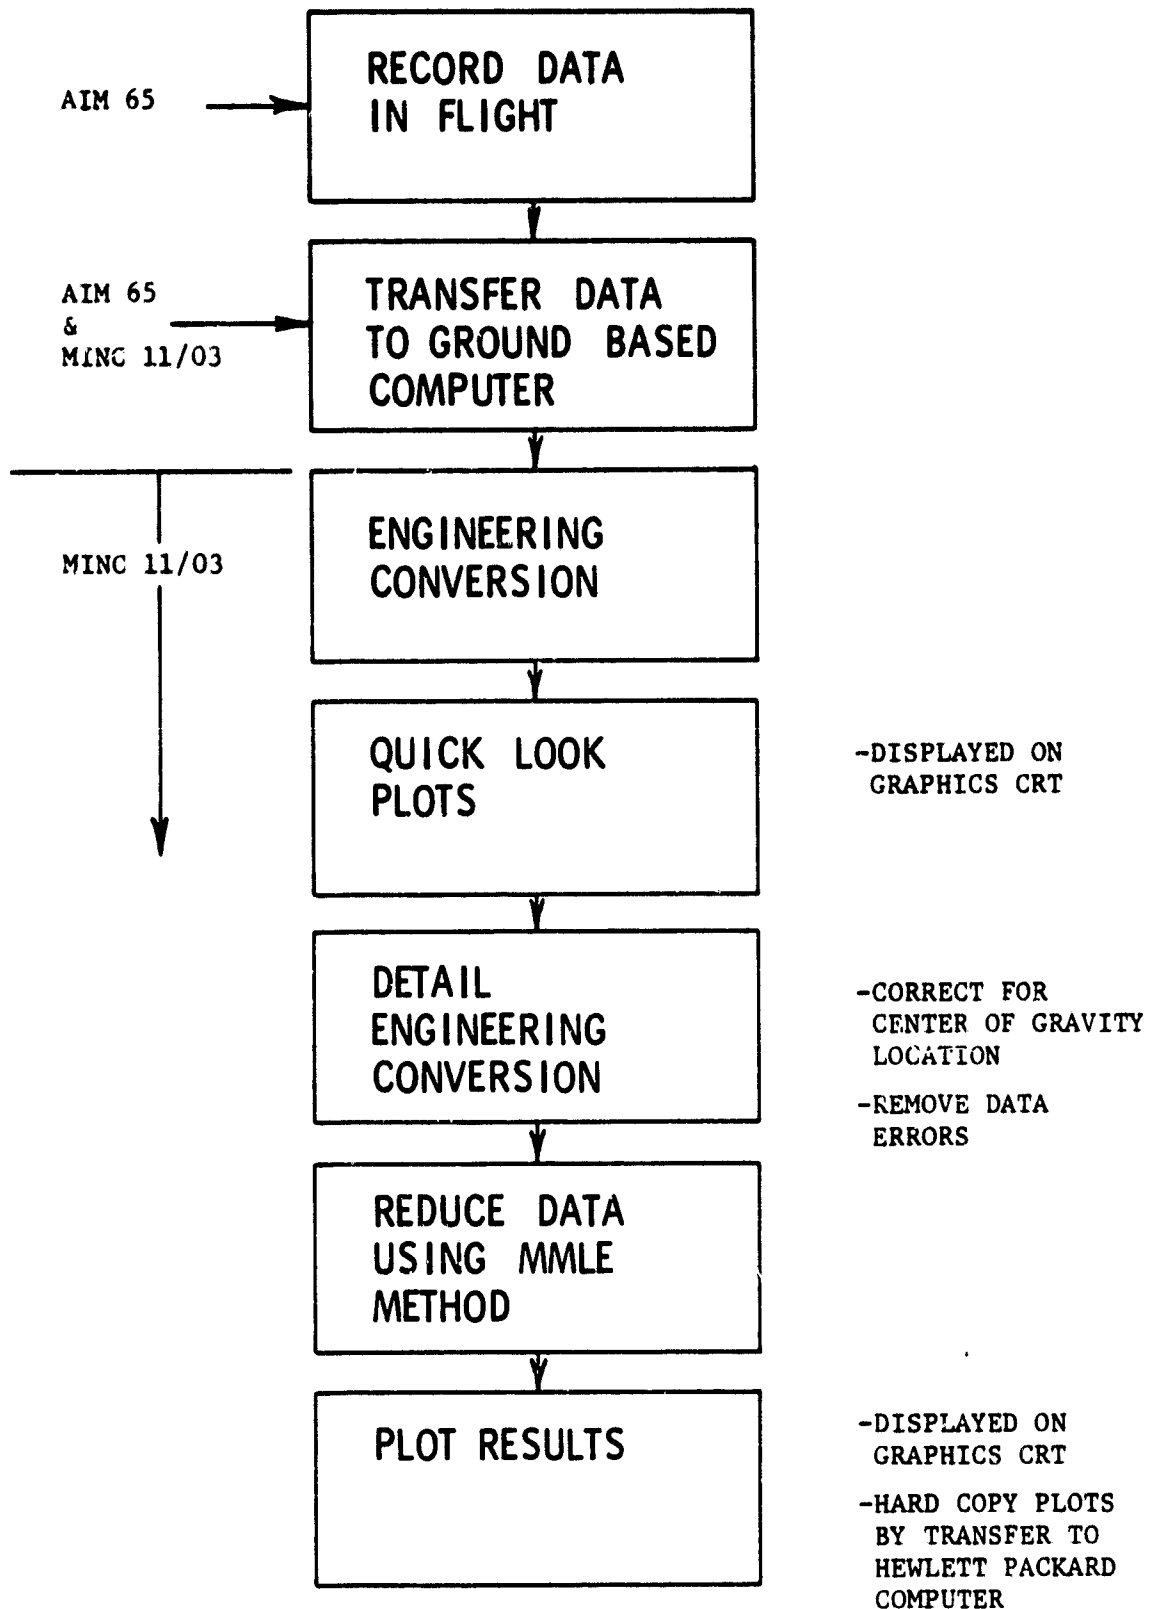 RECORD DATA
IN FLIGHT
AIM 65
AIM 65
&
MINC 11/03
TRANSFER DATA
TO GROUND BASED
COMPUTER
MINC 11/03
ENGINEERING
CONVERSION
QUICK LOOK
PLOTS
-DISPLAYED ON
GRAPHICS CRT
DETAIL
ENGINEERING
CONVERSION
-CORRECT FOR
CENTER OF GRAVITY
LOCATION
-REMOVE DATA
ERRORS
REDUCE DATA
USING MMLE
METHOD
PLOT RESULTS
-DISPLAYED ON
GRAPHICS CRT
-HARD COPY PLOTS
BY TRANSFER TO
HEWLETT PACKARD
COMPUTER